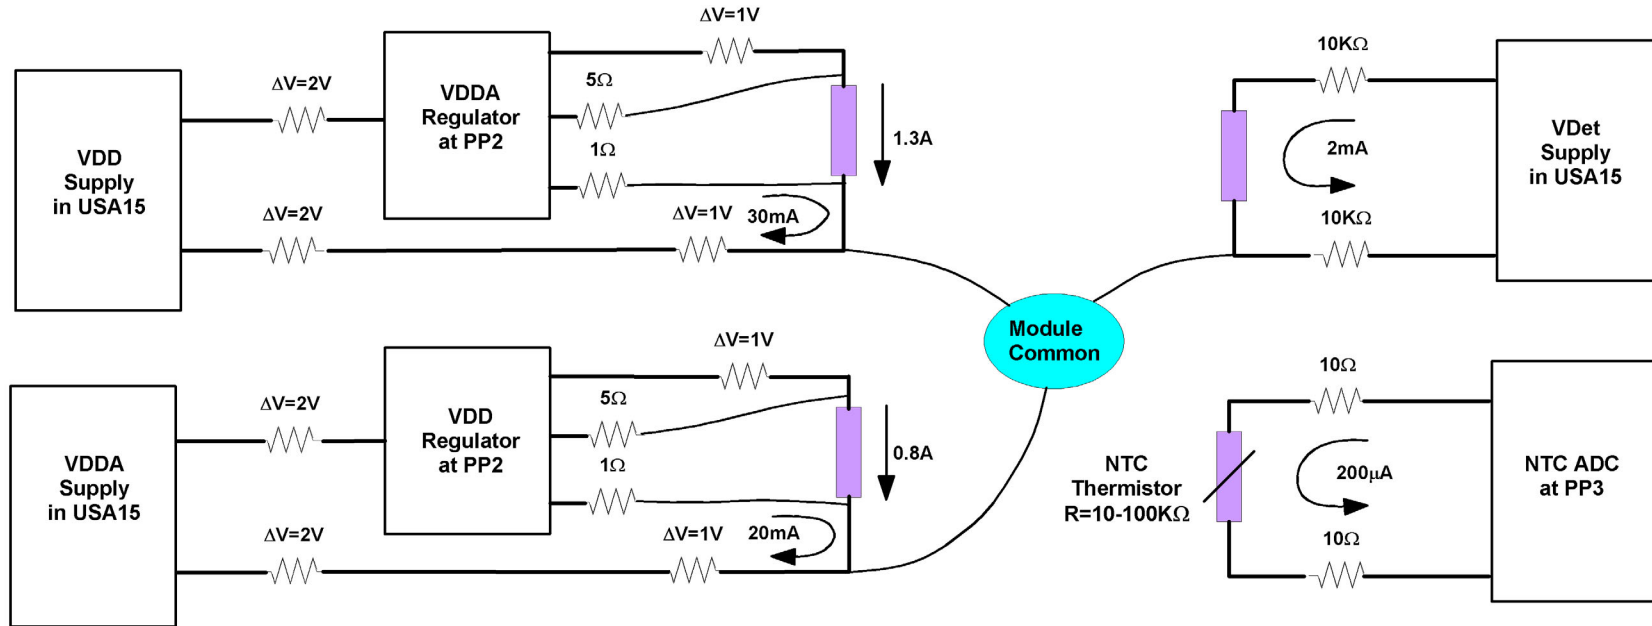 ΔV=1V
ΔV=2V
5Ω
VDDA
Regulator
at PP2
1Ω
1.3A
VDD
Supply
in USA15
ΔV=2V
ΔV=1V
30mA
10KΩ
2mA
10KΩ
VDet
Supply
in USA15
Module
Common
ΔV=1V
ΔV=2V
5Ω
VDD
Regulator
at PP2
1Ω
0.8A
VDDA
Supply
in USA15
ΔV=2V
ΔV=1V
20mA
10Ω
NTC
Thermistor
R=10-100KΩ
200μA
10Ω
NTC ADC
at PP3